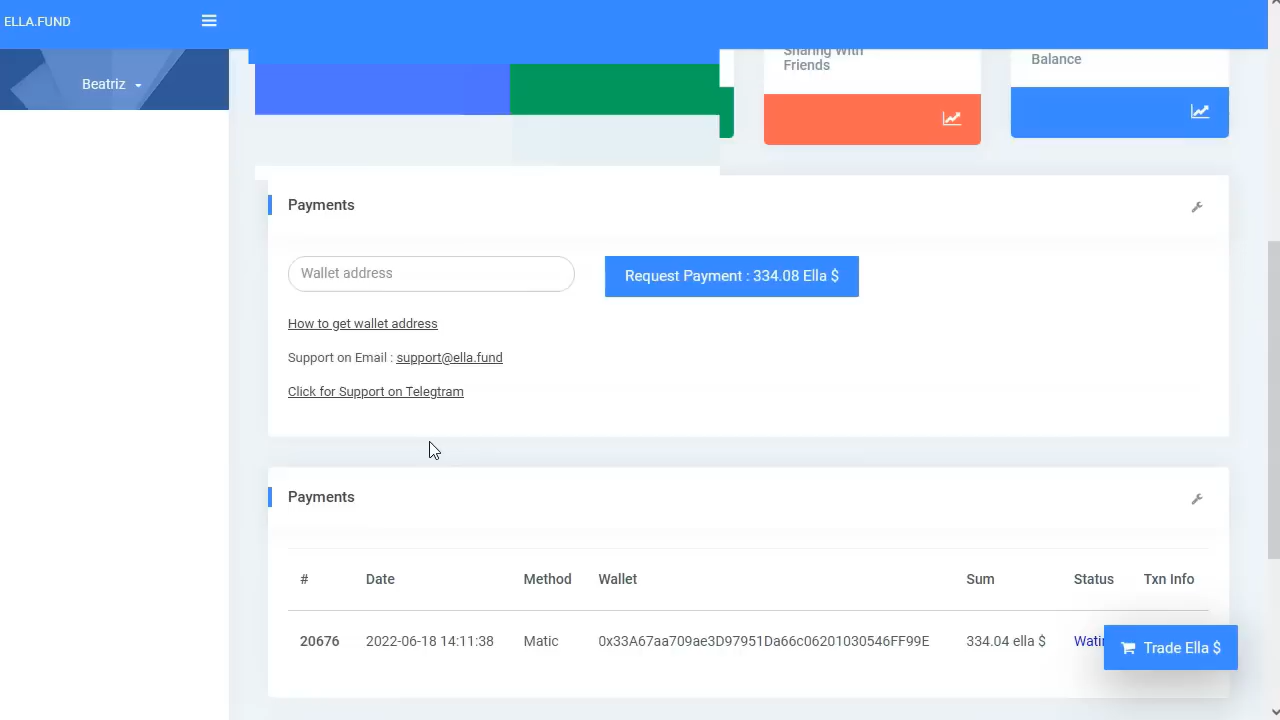 ELLA.FUND
Beatriz
Sharing With
Friends
Balance
Payments
Wallet address
Request Payment : 334.08 Ella $
How to get wallet address
Support on Email : support@ella.fund
Click for Support on Telegtram
Payments
# Date Method Wallet Sum Status Txn Info
20676 2022-06-18 14:11:38 Matic 0x33A67aa709ae3D97951Da66c06201030546FF99E 334.04 ella $
Trade Ella $